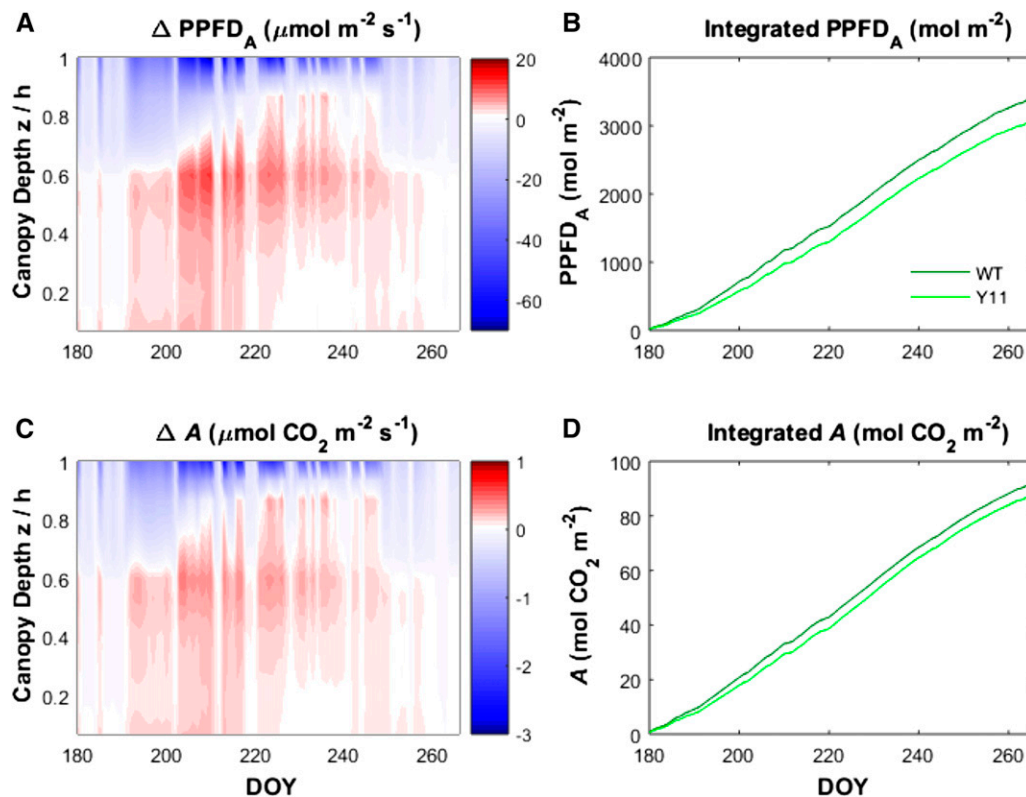 A
Δ PPFD_A (μmol m^-2 s^-1)
Canopy Depth z / h
1
0.8
0.6
0.4
0.2
180 200 220 240 260
20
0
-20
-40
-60
B
Integrated PPFD_A (mol m^-2)
PPFD_A (mol m^-2)
4000
3000
2000
1000
0
180 200 220 240 260
WT
Y11
C
Δ A (μmol CO_2 m^-2 s^-1)
Canopy Depth z / h
1
0.8
0.6
0.4
0.2
180 200 220 240 260
DOY
1
0
-1
-2
-3
D
Integrated A (mol CO_2 m^-2)
A (mol CO_2 m^-2)
100
80
60
40
20
0
180 200 220 240 260
DOY